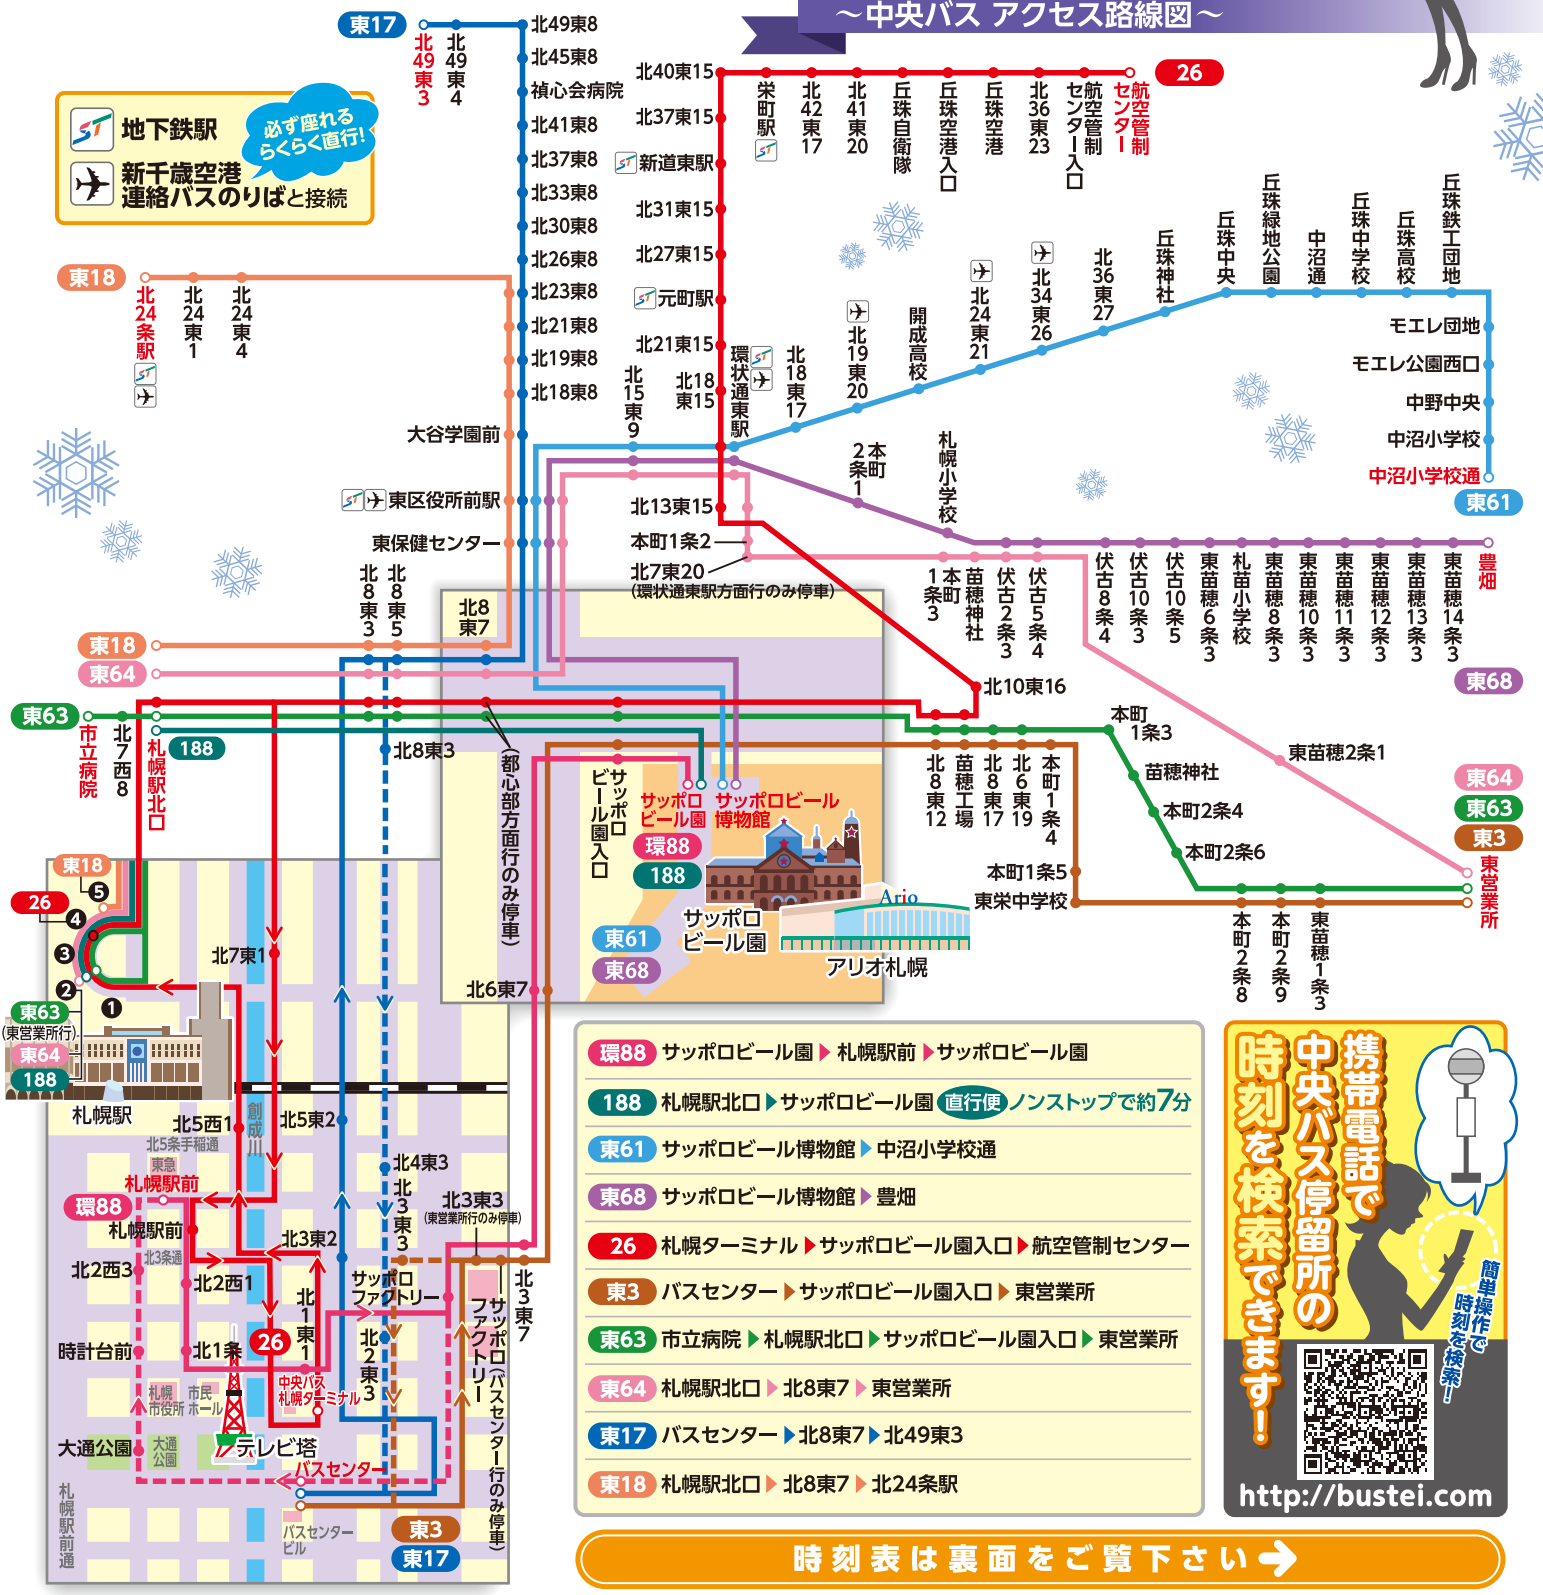 ～中央バス アクセス路線図～
東17
北49東3
北49東4
北49東8
北45東8
禎心会病院
北41東8
北37東8
北33東8
北30東8
北26東8
北23東8
北21東8
北19東8
北18東8
大谷学園前
東区役所前駅
東保健センター
地下鉄駅
新千歳空港
連絡バスのりばと接続
必ず座れる
らくらく直行!
東18
北24条駅
北24東1
北24東4
26
北40東15
栄町駅
北42東17
北41東20
丘珠自衛隊
丘珠空港入口
丘珠空港
北36東23
航空管制センター入口
航空管制センター
北37東15
新道東駅
北31東15
北27東15
元町駅
北21東15
北18東15
環状通東駅
北15東9
北18東17
北19東20
開成高校
北24東21
北34東26
北36東27
丘珠神社
丘珠中央
丘珠緑地公園
中沼通
丘珠中学校
丘珠高校
丘珠鉄工団地
モエレ団地
モエレ公園西口
中野中央
中沼小学校
中沼小学校通
東61
本町2条1
札幌小学校
北13東15
本町1条2
北7東20
(環状通東駅方面行のみ停車)
本町1条3
苗穂神社
伏古2条3
伏古5条4
伏古8条4
伏古10条3
伏古10条5
東苗穂6条3
札苗小学校
東苗穂8条3
東苗穂10条3
東苗穂11条3
東苗穂12条3
東苗穂13条3
東苗穂14条3
豊畑
東68
北8東3
北8東5
北8東7
東18
東64
東63
市立病院
北7西8
札幌駅北口
188
北8東3
(都心部方面行のみ停車)
サッポロビール園入口
サッポロビール園
サッポロビール博物館
環88
188
東61
東68
サッポロビール園
Ario
アリオ札幌
北10東16
北8東12
苗穂工場
北8東17
北6東19
本町1条4
本町1条3
苗穂神社
本町2条4
本町2条6
東苗穂2条1
東64
東63
東3
東営業所
本町1条5
東栄中学校
本町2条8
本町2条9
東苗穂1条3
東18
26
5
4
3
2
1
東63
(東営業所行)
東64
188
札幌駅
北7東1
北6東7
北5西1
北5条手稲通
創成川
北5東2
東急
札幌駅前
環88
札幌駅前
北3条通
北2西3
北2西1
北3東2
北4東3
北3東3
北3東3
(東営業所行のみ停車)
北3東7
サッポロファクトリー
サッポロファクトリー(バスセンター行のみ停車)
北1東1
北2東3
時計台前
北1条
26
中央バス
札幌ターミナル
札幌市役所
市民ホール
大通公園
大通公園
テレビ塔
バスセンター
バスセンタービル
札幌駅前通
東3
東17
環88 サッポロビール園▶札幌駅前▶サッポロビール園
188 札幌駅北口▶サッポロビール園 直行便 ノンストップで約7分
東61 サッポロビール博物館▶中沼小学校通
東68 サッポロビール博物館▶豊畑
26 札幌ターミナル▶サッポロビール園入口▶航空管制センター
東3 バスセンター▶サッポロビール園入口▶東営業所
東63 市立病院▶札幌駅北口▶サッポロビール園入口▶東営業所
東64 札幌駅北口▶北8東7▶東営業所
東17 バスセンター▶北8東7▶北49東3
東18 札幌駅北口▶北8東7▶北24条駅
携帯電話で
中央バス停留所の
時刻を検索できます!
簡単操作で
時刻を検索!
http://bustei.com
時刻表は裏面をご覧下さい➔